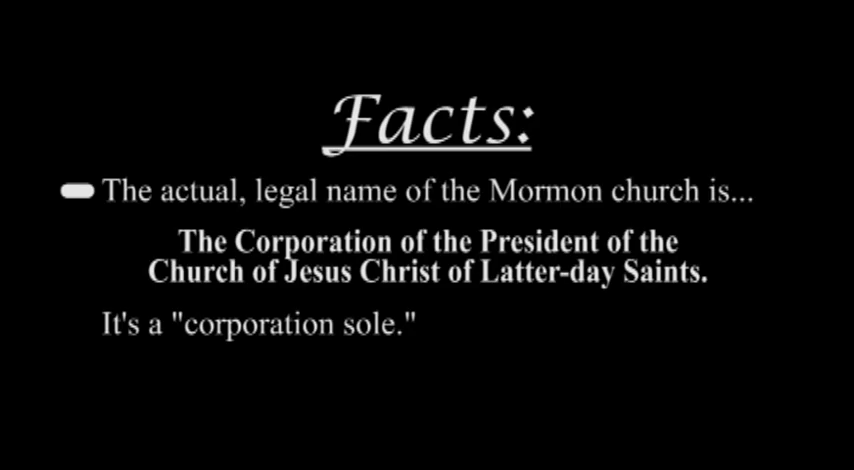 Facts:
The actual, legal name of the Mormon church is...
The Corporation of the President of the
Church of Jesus Christ of Latter-day Saints.
It's a "corporation sole."